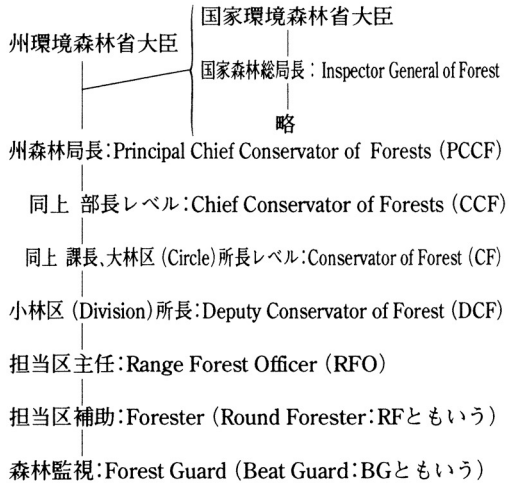 国家環境森林省大臣
州環境森林省大臣
国家森林総局長：Inspector General of Forest
略
州森林局長：Principal Chief Conservator of Forests (PCCF)
同上 部長レベル：Chief Conservator of Forests (CCF)
同上 課長、大林区 (Circle)所長レベル：Conservator of Forest (CF)
小林区 (Division)所長：Deputy Conservator of Forest (DCF)
担当区主任：Range Forest Officer (RFO)
担当区補助：Forester (Round Forester：RFともいう)
森林監視：Forest Guard (Beat Guard：BGともいう)